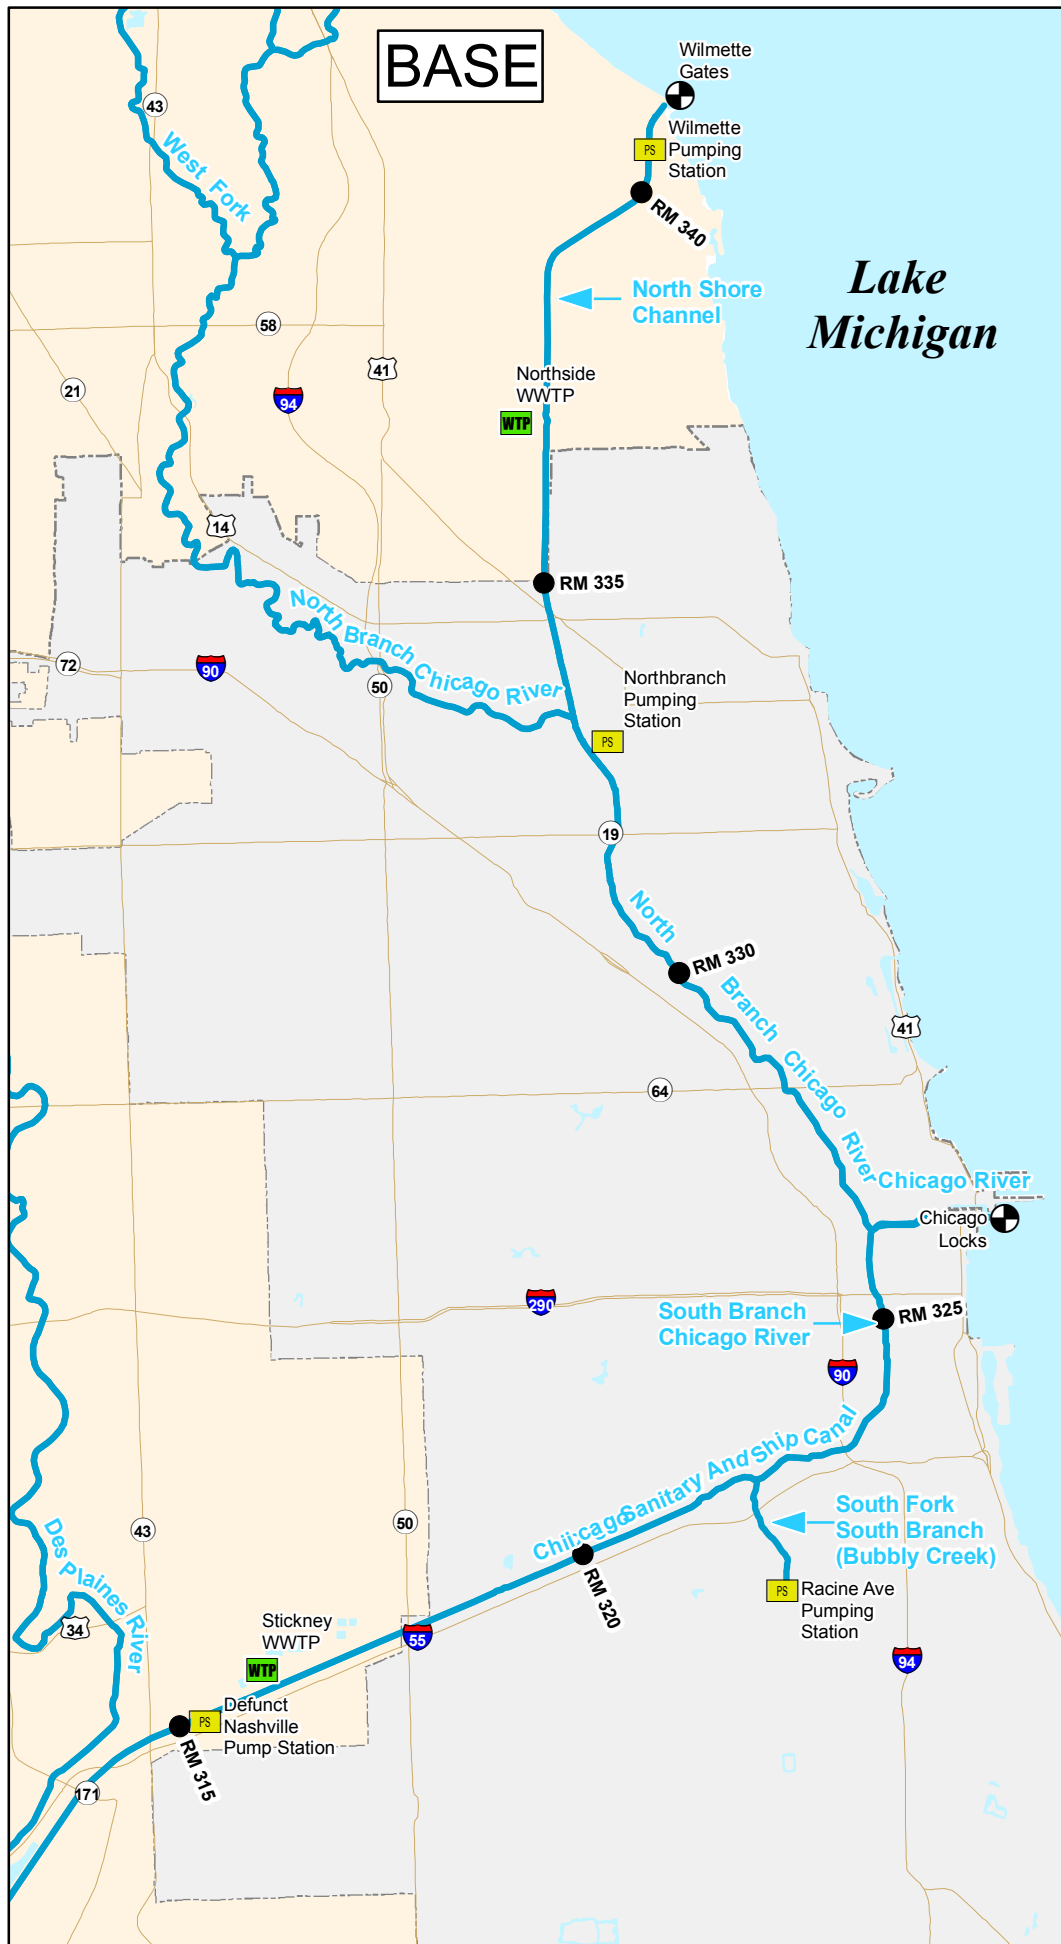 BASE
Wilmette
Gates
43
Wilmette
Pumping
Station
PS
West Fork
RM 340
Lake
Michigan
North Shore
Channel
58
41
21
94
Northside
WWTP
WTP
14
RM 335
North Branch Chicago River
72
90
50
Northbranch
Pumping
Station
PS
19
North Branch Chicago River
RM 330
41
64
Chicago River
Chicago
Locks
290
South Branch
Chicago River
RM 325
90
Chicago Sanitary And Ship Canal
South Fork
South Branch
(Bubbly Creek)
50
43
Des Plaines River
RM 320
PS
Racine Ave
Pumping
Station
34
Stickney
WWTP
WTP
55
94
PS
Defunct
Nashville
Pump Station
RM 315
171